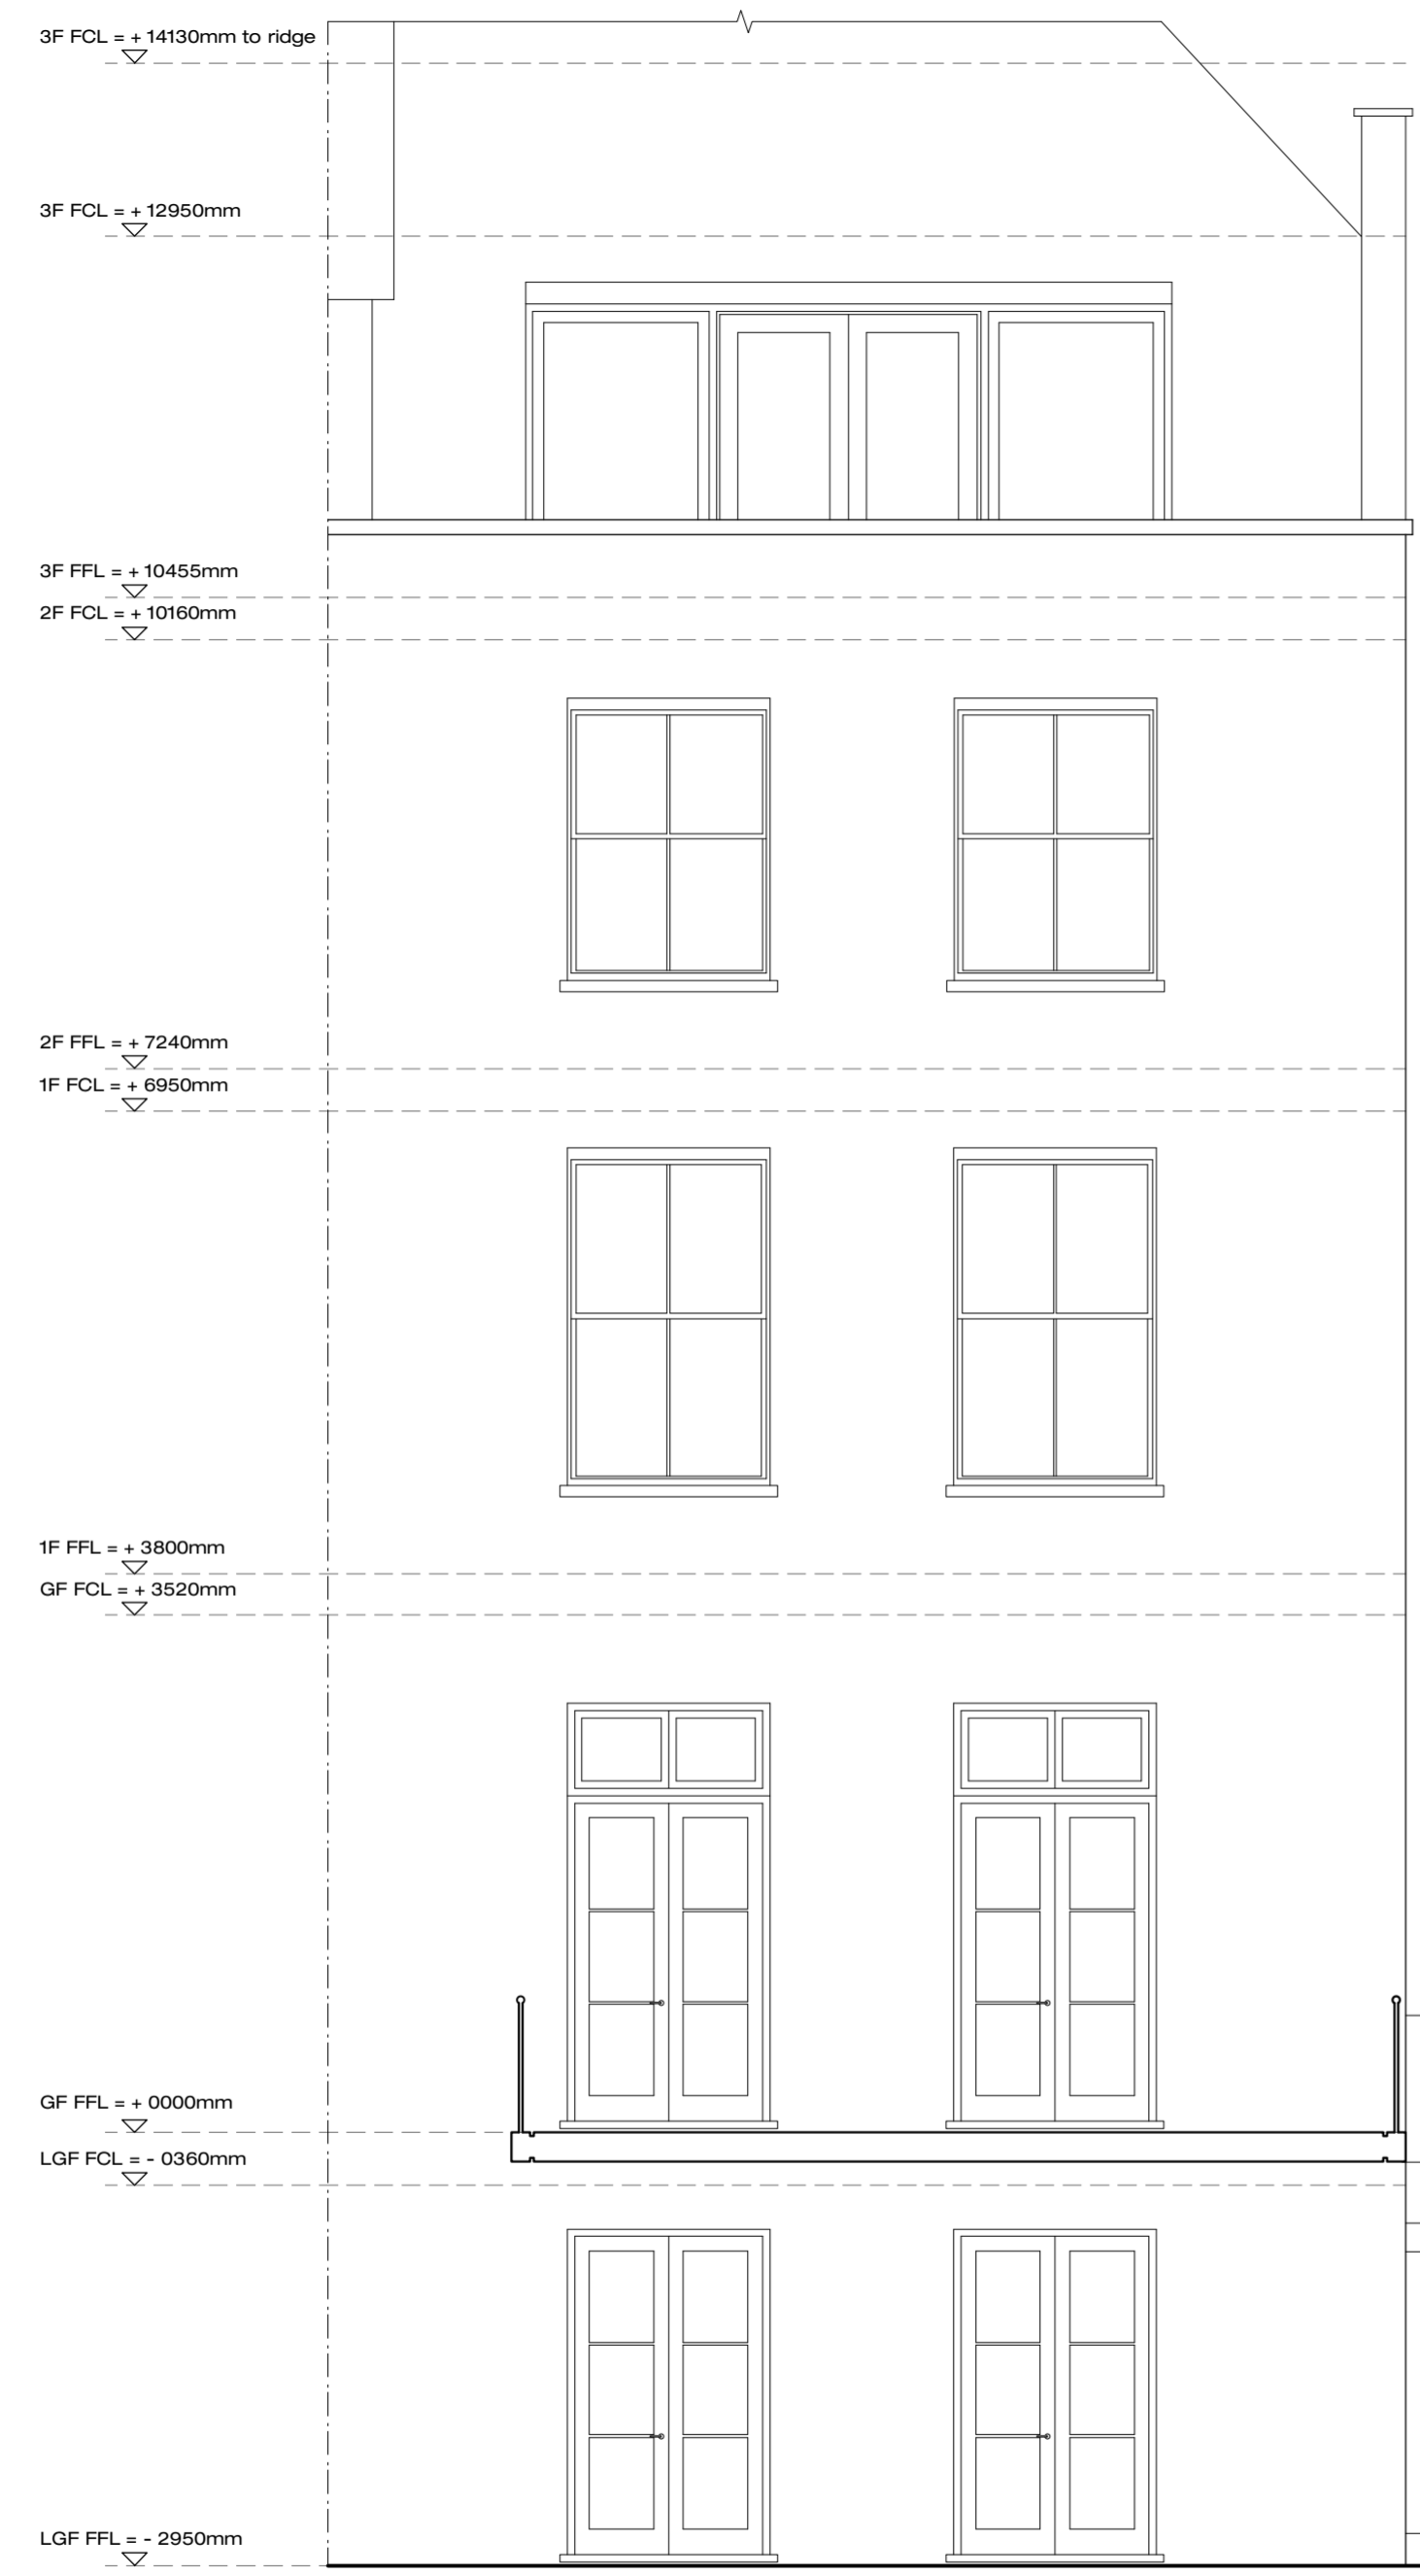 3F FCL = + 14130mm to ridge
3F FCL = + 12950mm
3F FFL = + 10455mm
2F FCL = + 10160mm
2F FFL = + 7240mm
1F FCL = + 6950mm
1F FFL = + 3800mm
GF FCL = + 3520mm
GF FFL = + 0000mm
LGF FCL = - 0360mm
LGF FFL = - 2950mm